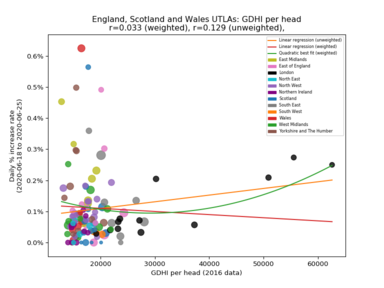 England, Scotland and Wales UTLAs: GDHI per head
r=0.033 (weighted), r=0.129 (unweighted),
Linear regression (unweighted)
Linear regression (weighted)
Quadratic best fit (weighted)
East Midlands
East of England
London
North East
North West
Northern Ireland
Scotland
South East
South West
Wales
West Midlands
Yorkshire and The Humber
Daily % increase rate
(2020-06-18 to 2020-06-25)
0.6%
0.5%
0.4%
0.3%
0.2%
0.1%
0.0%
20000
30000
40000
50000
60000
GDHI per head (2016 data)